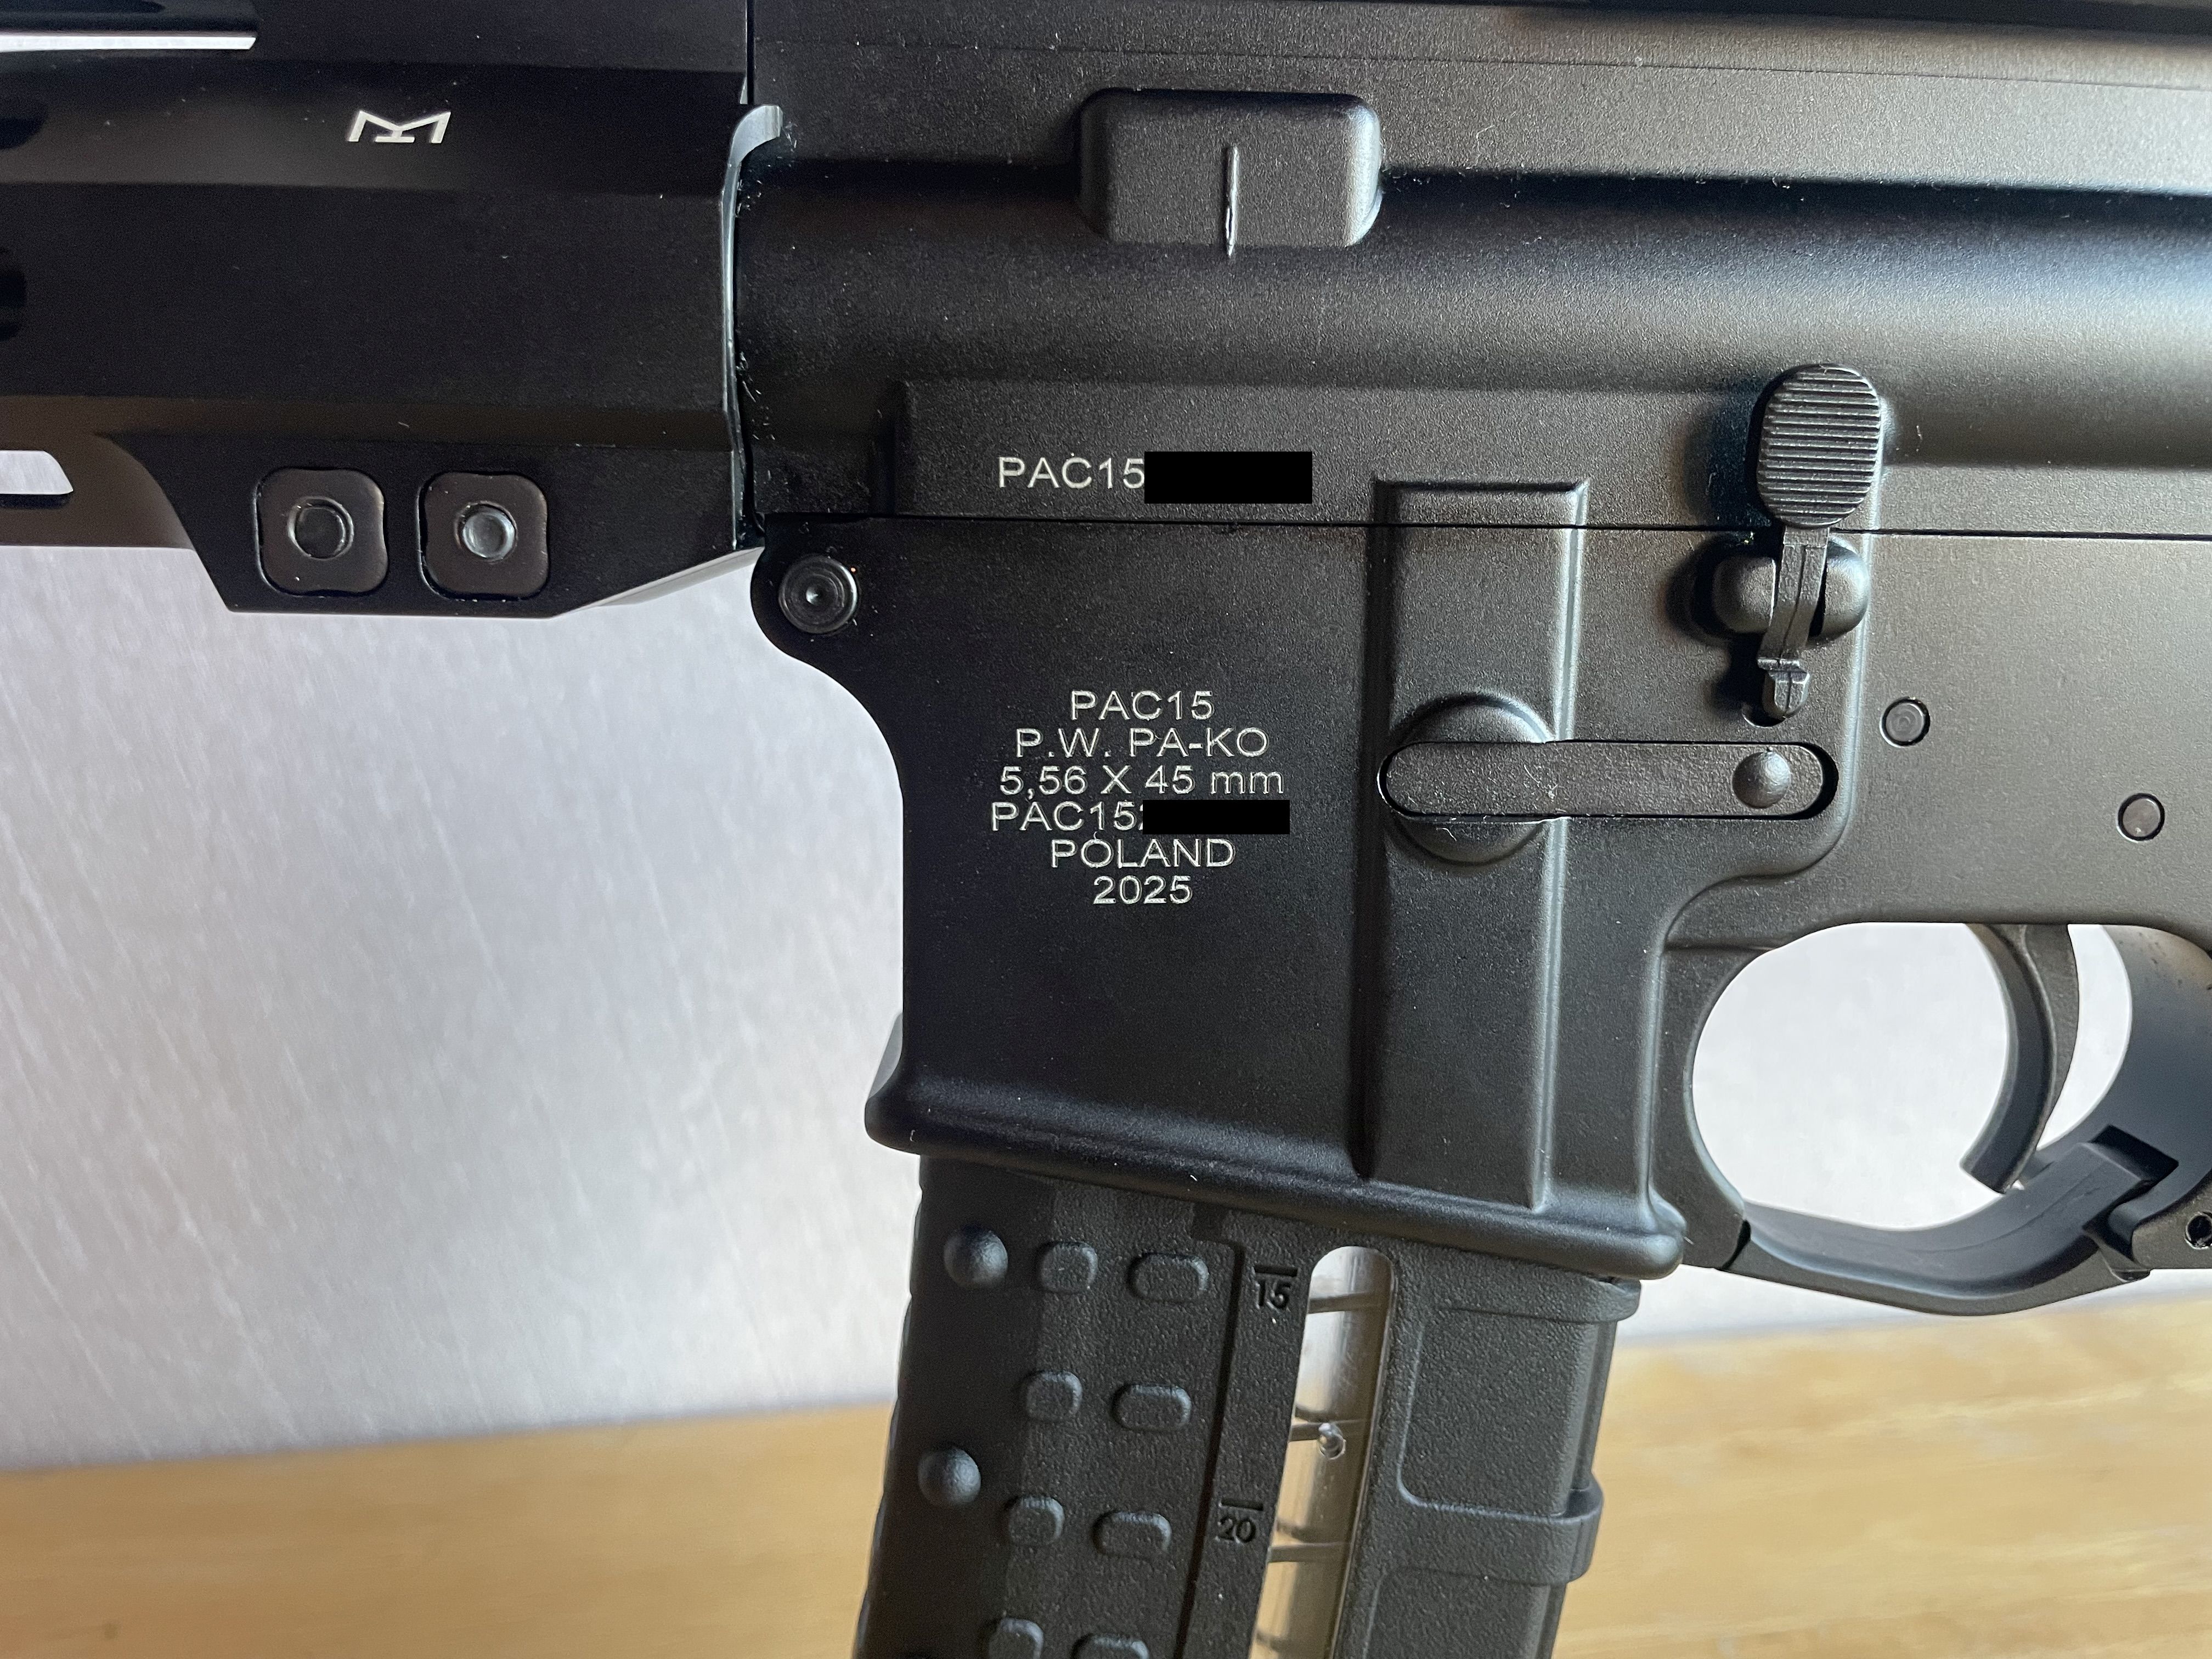 PAC15
PAC15
P.W. PA-KO
5,56 X 45 mm
PAC15
POLAND
2025
15
20